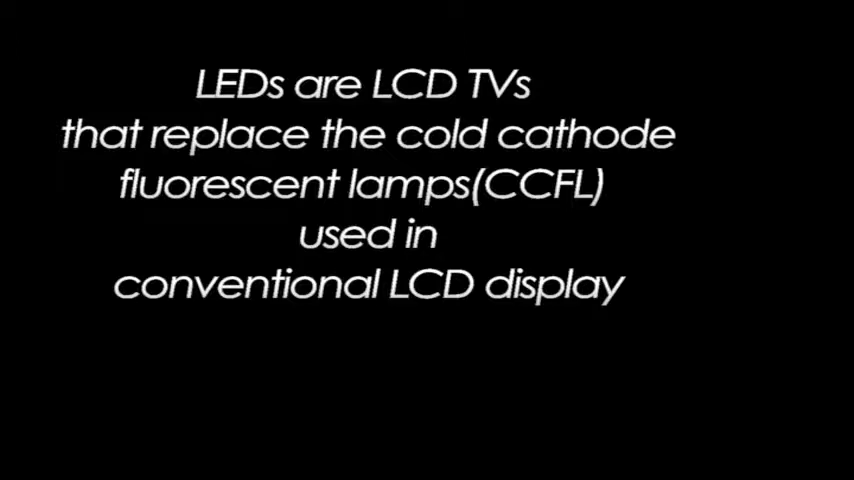 LEDs are LCD TVs
that replace the cold cathode
fluorescent lamps(CCFL)
used in
conventional LCD display